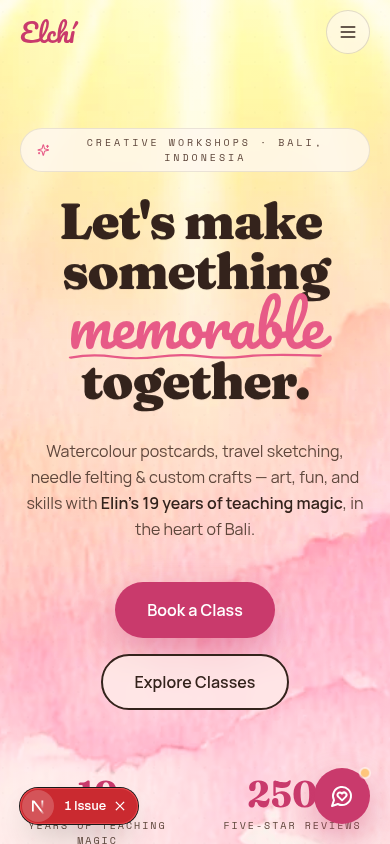 Elchí
CREATIVE WORKSHOPS · BALI,
INDONESIA
Let's make
something
memorable
together.
Watercolour postcards, travel sketching,
needle felting & custom crafts — art, fun, and
skills with Elin's 19 years of teaching magic, in
the heart of Bali.
Book a Class
Explore Classes
250
YEARS OF TEACHING
MAGIC
FIVE-STAR REVIEWS
N
1 Issue